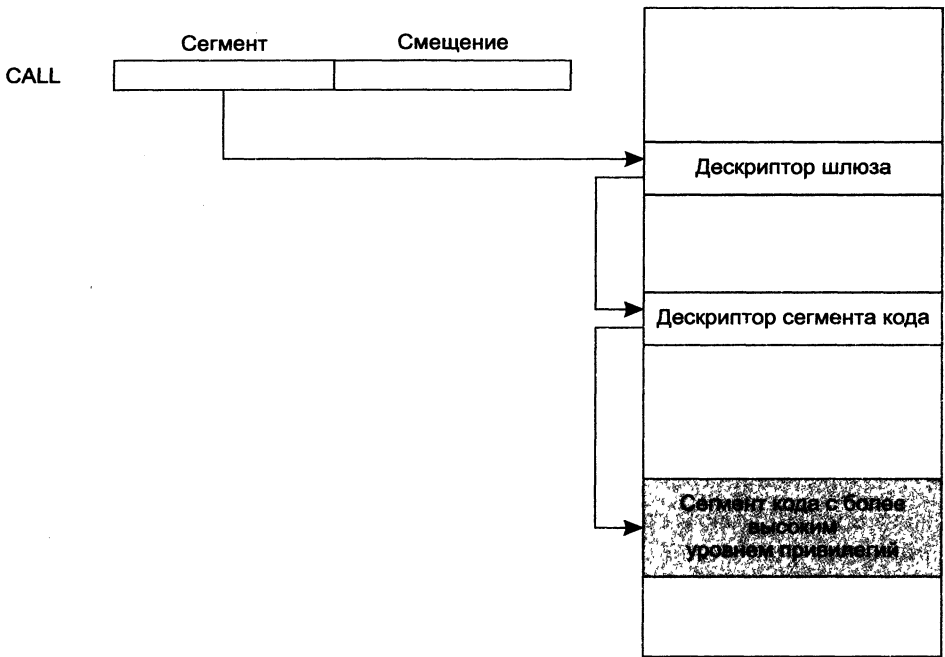 Сегмент
Смещение
CALL
Дескриптор шлюза
Дескриптор сегмента кода
Сегмент кода с более
высоким
уровнем привилегий